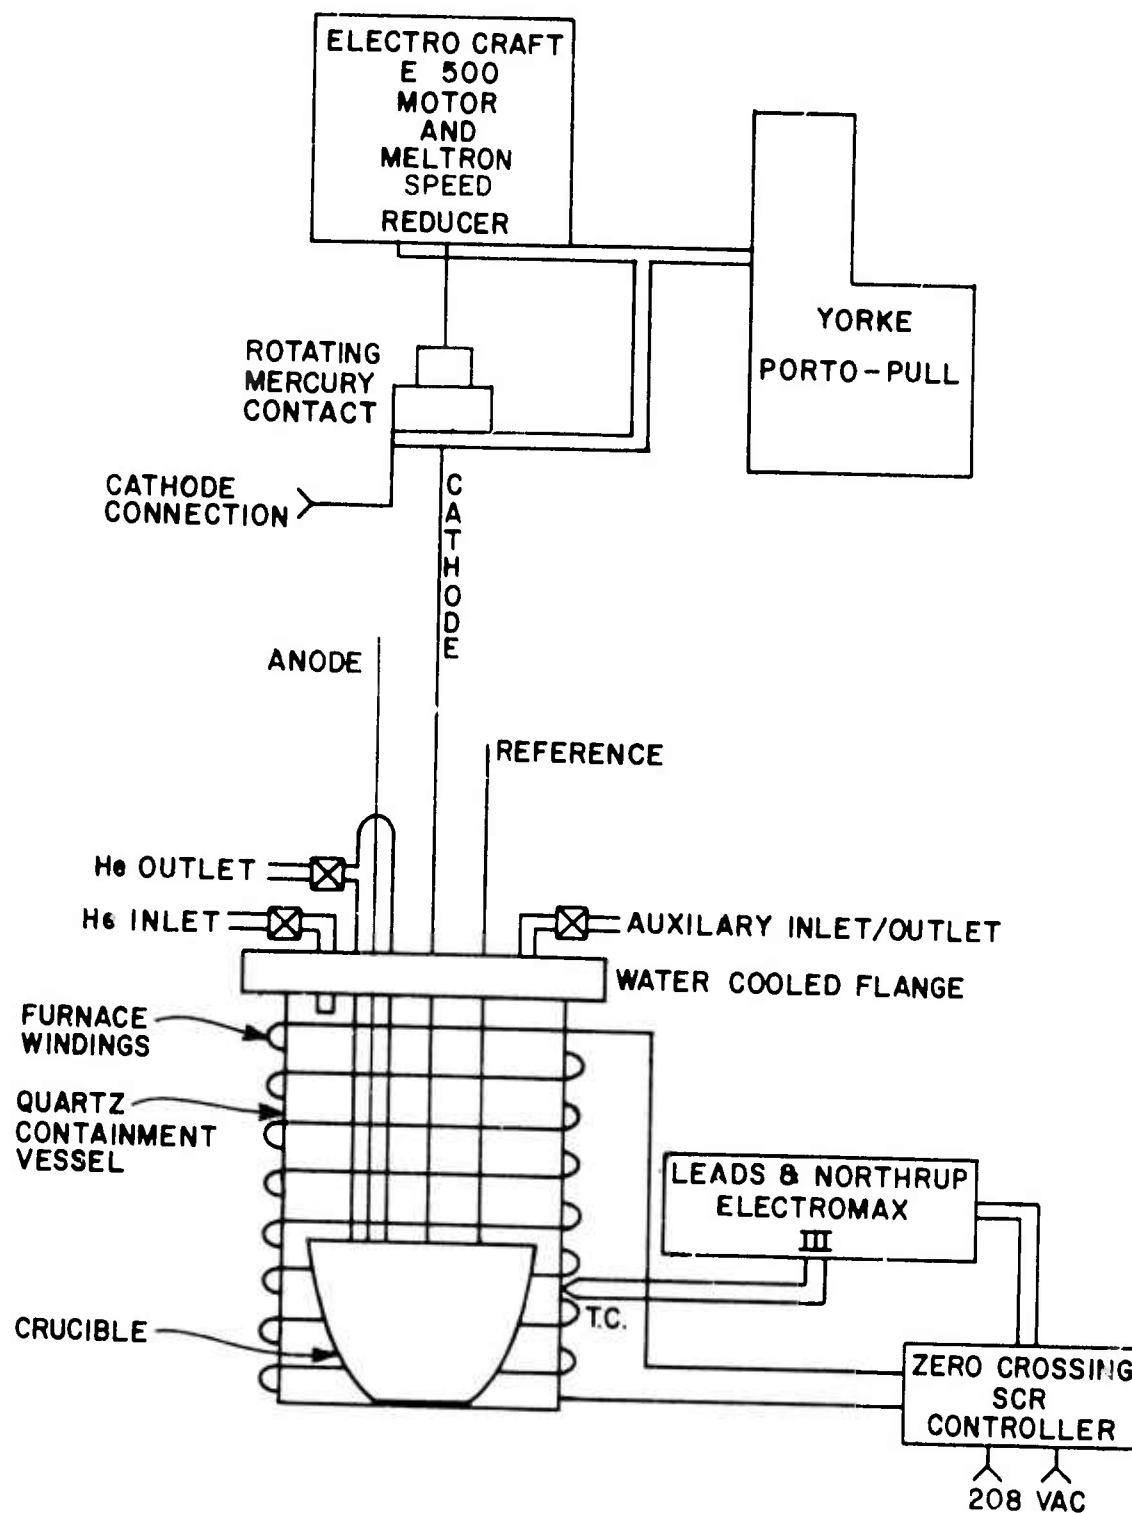 ELECTRO CRAFT
E 500
MOTOR
AND
MELTRON
SPEED
REDUCER
YORKE
PORTO-PULL
ROTATING
MERCURY
CONTACT
CATHODE
CONNECTION
CATHODE
ANODE
REFERENCE
He OUTLET
He INLET
AUXILARY INLET/OUTLET
WATER COOLED FLANGE
FURNACE
WINDINGS
QUARTZ
CONTAINMENT
VESSEL
LEADS & NORTHRUP
ELECTROMAX
III
T.C.
CRUCIBLE
ZERO CROSSING
SCR
CONTROLLER
208 VAC